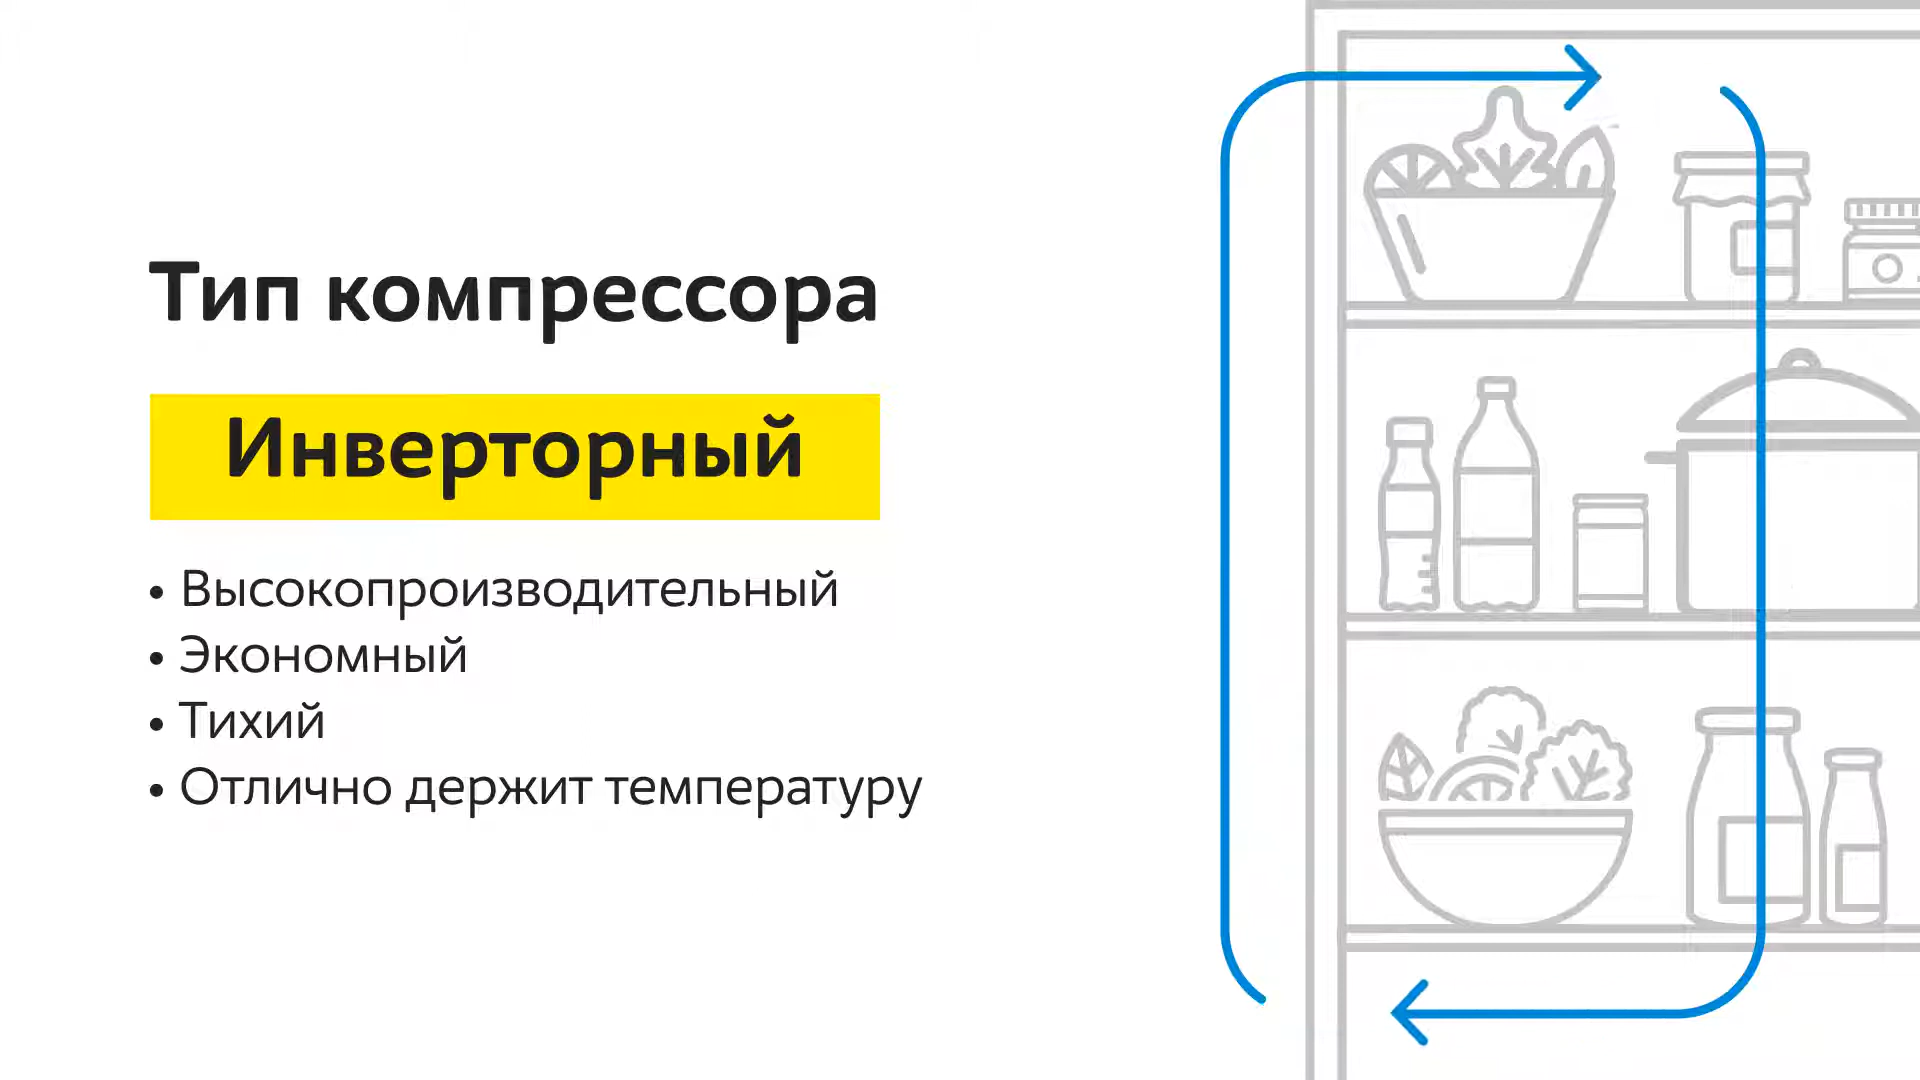 Тип компрессора
Инверторный
• Высокопроизводительный
• Экономный
• Тихий
• Отлично держит температуру